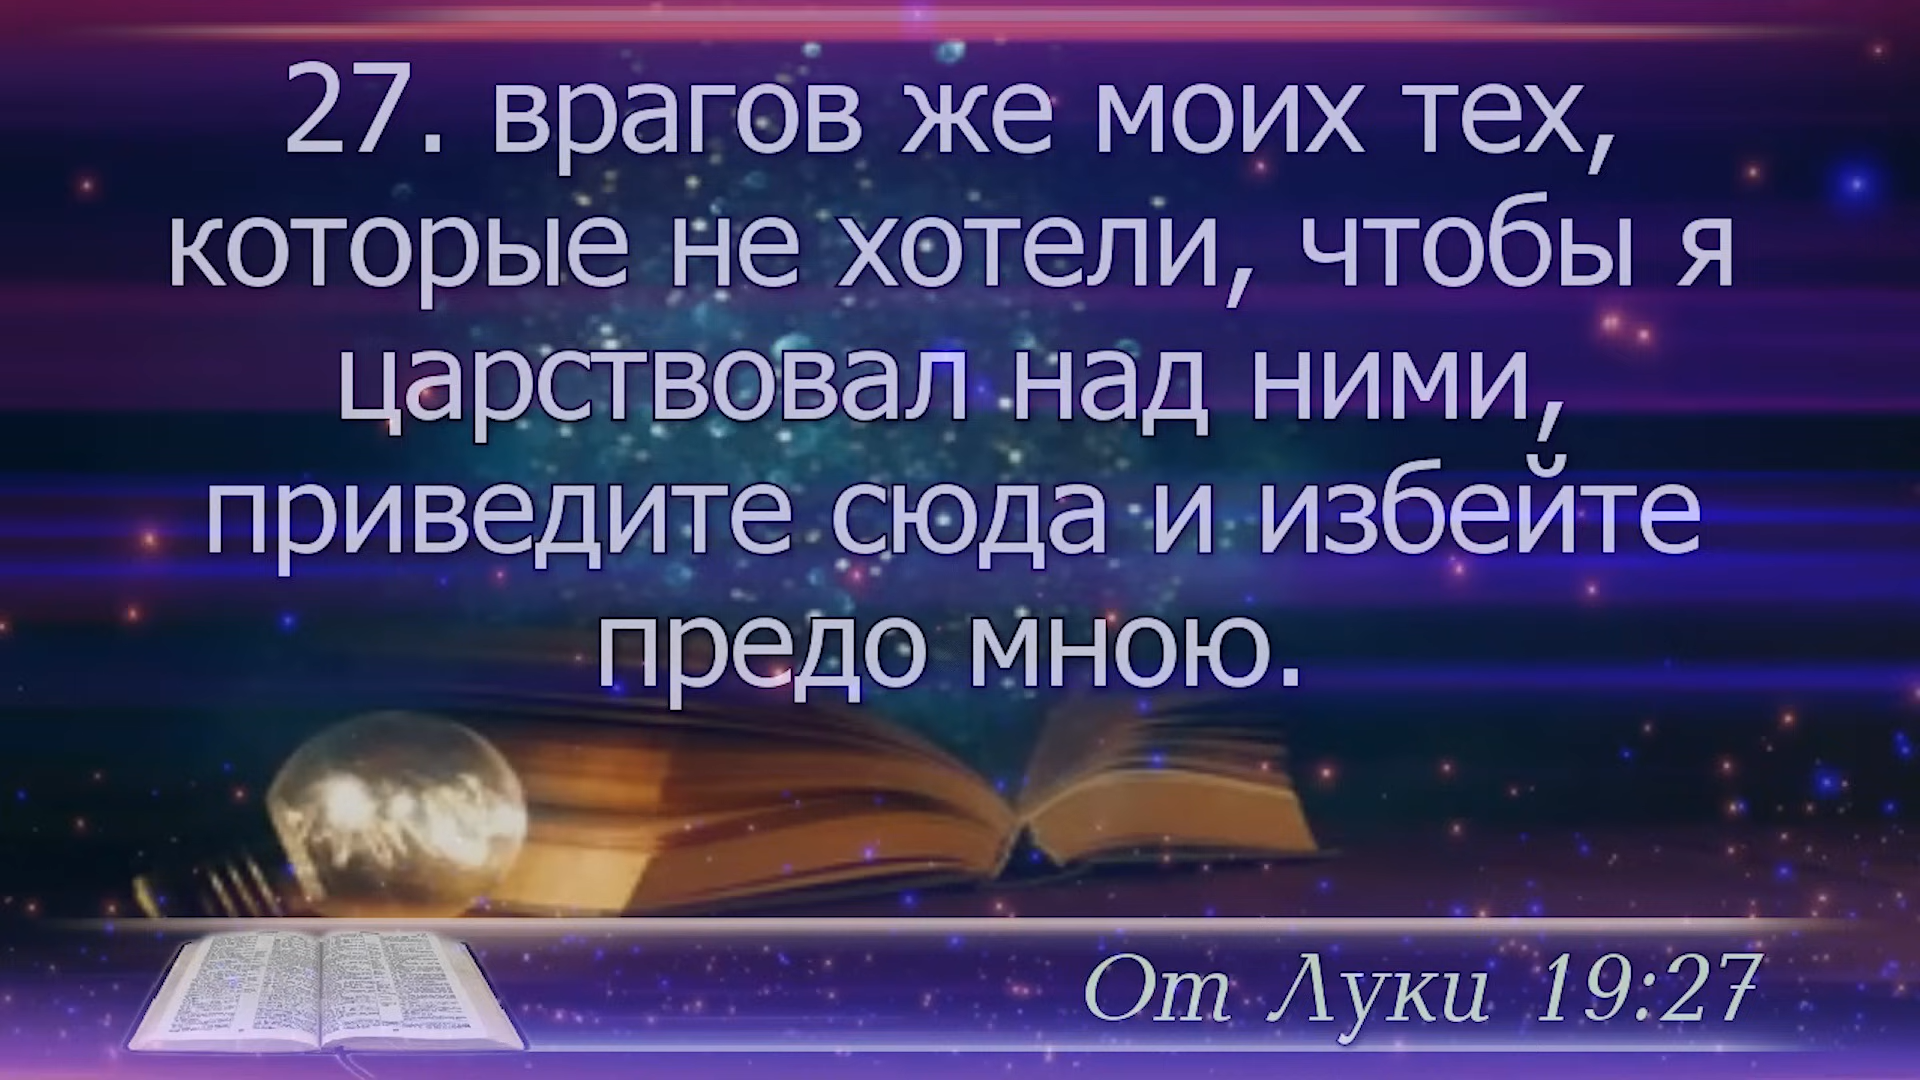 27. врагов же моих тех,
которые не хотели, чтобы я
царствовал над ними,
приведите сюда и избейте
предо мною.
От Луки 19:27